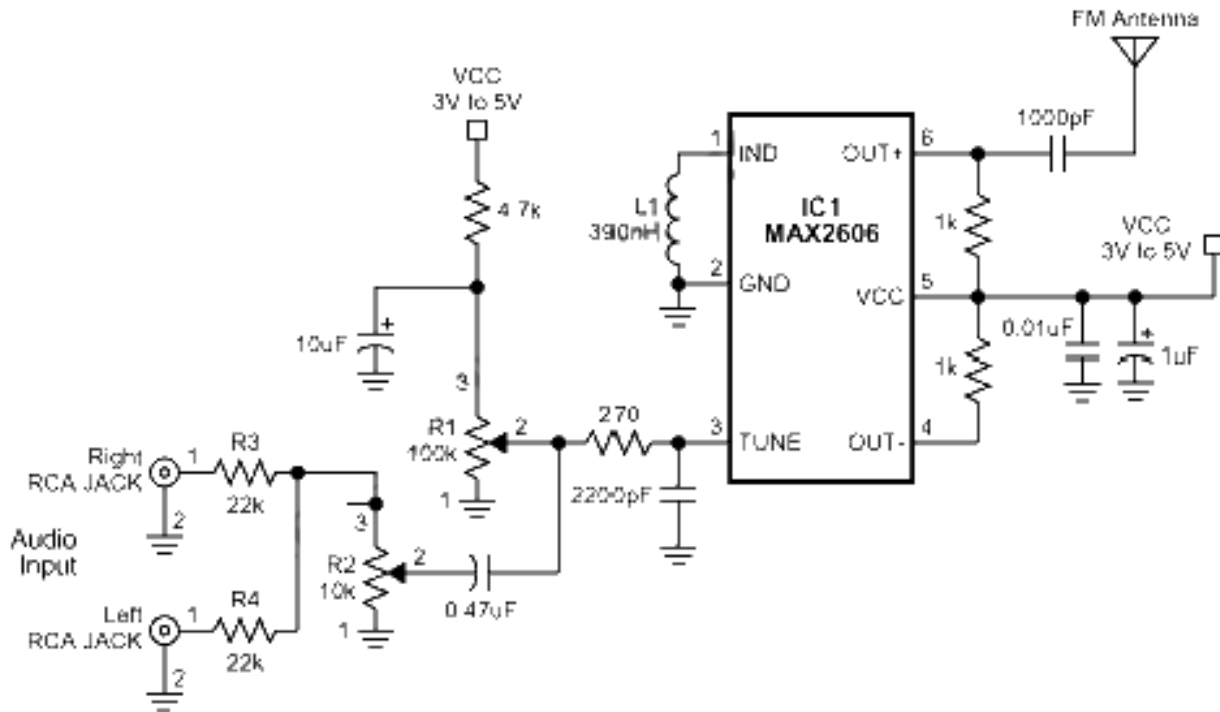 FM Antenna
VCC
3V to 5V
1000pF
1
IND
OUT+
6
4.7k
L1
390nH
IC1
MAX2606
1k
VCC
3V to 5V
2
GND
VCC
5
10uF
0.01uF
1uF
1k
3
R1
100k
2
270
3
TUNE
OUT-
4
1
2200pF
Right
RCA JACK
1
R3
22k
2
3
Audio
Input
R2
10k
2
0.47uF
1
Left
RCA JACK
1
R4
22k
2